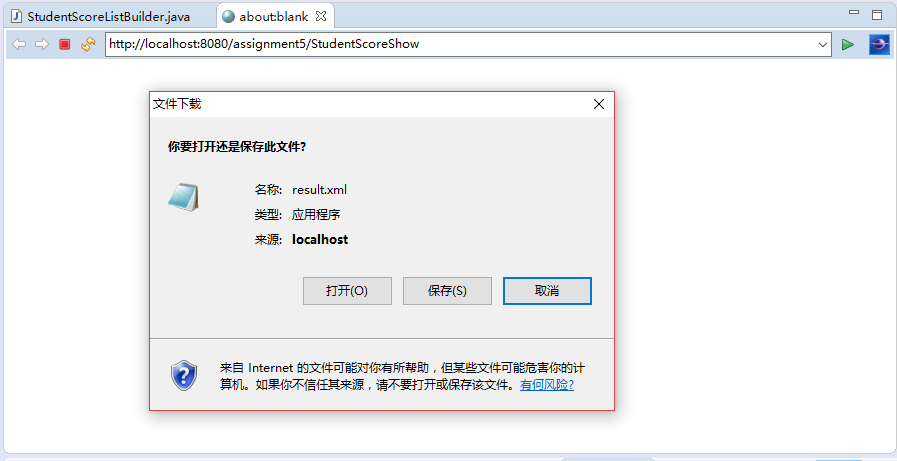 StudentScoreListBuilder.java
about:blank
http://localhost:8080/assignment5/StudentScoreShow
文件下载
你要打开还是保存此文件?
名称: result.xml
类型: 应用程序
来源: localhost
打开(O) 保存(S) 取消
来自 Internet 的文件可能对你有所帮助，但某些文件可能危害你的计
算机。如果你不信任其来源，请不要打开或保存该文件。有何风险?